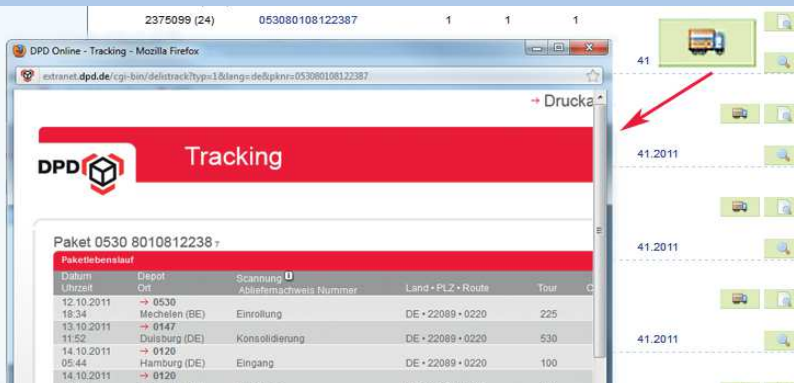 2375099 (24) 053080108122387 1 1 1
DPD Online - Tracking - Mozilla Firefox
41
extranet.dpd.de/cgi-bin/delistrack?typ=1&lang=de&pknr=053080108122387
→ Drucka
DPD Tracking
41.2011
Paket 0530 8010812238 7
41.2011
Paketlebenslauf
Datum Depot Scannung
Uhrzeit Ort Abliefernachweis Nummer Land • PLZ • Route Tour
12.10.2011 → 0530
18:34 Mechelen (BE) Einrollung DE • 22089 • 0220 225
13.10.2011 → 0147
11:52 Duisburg (DE) Konsolidierung DE • 22089 • 0220 530
41.2011
14.10.2011 → 0120
05:44 Hamburg (DE) Eingang DE • 22089 • 0220 100
14.10.2011 → 0120